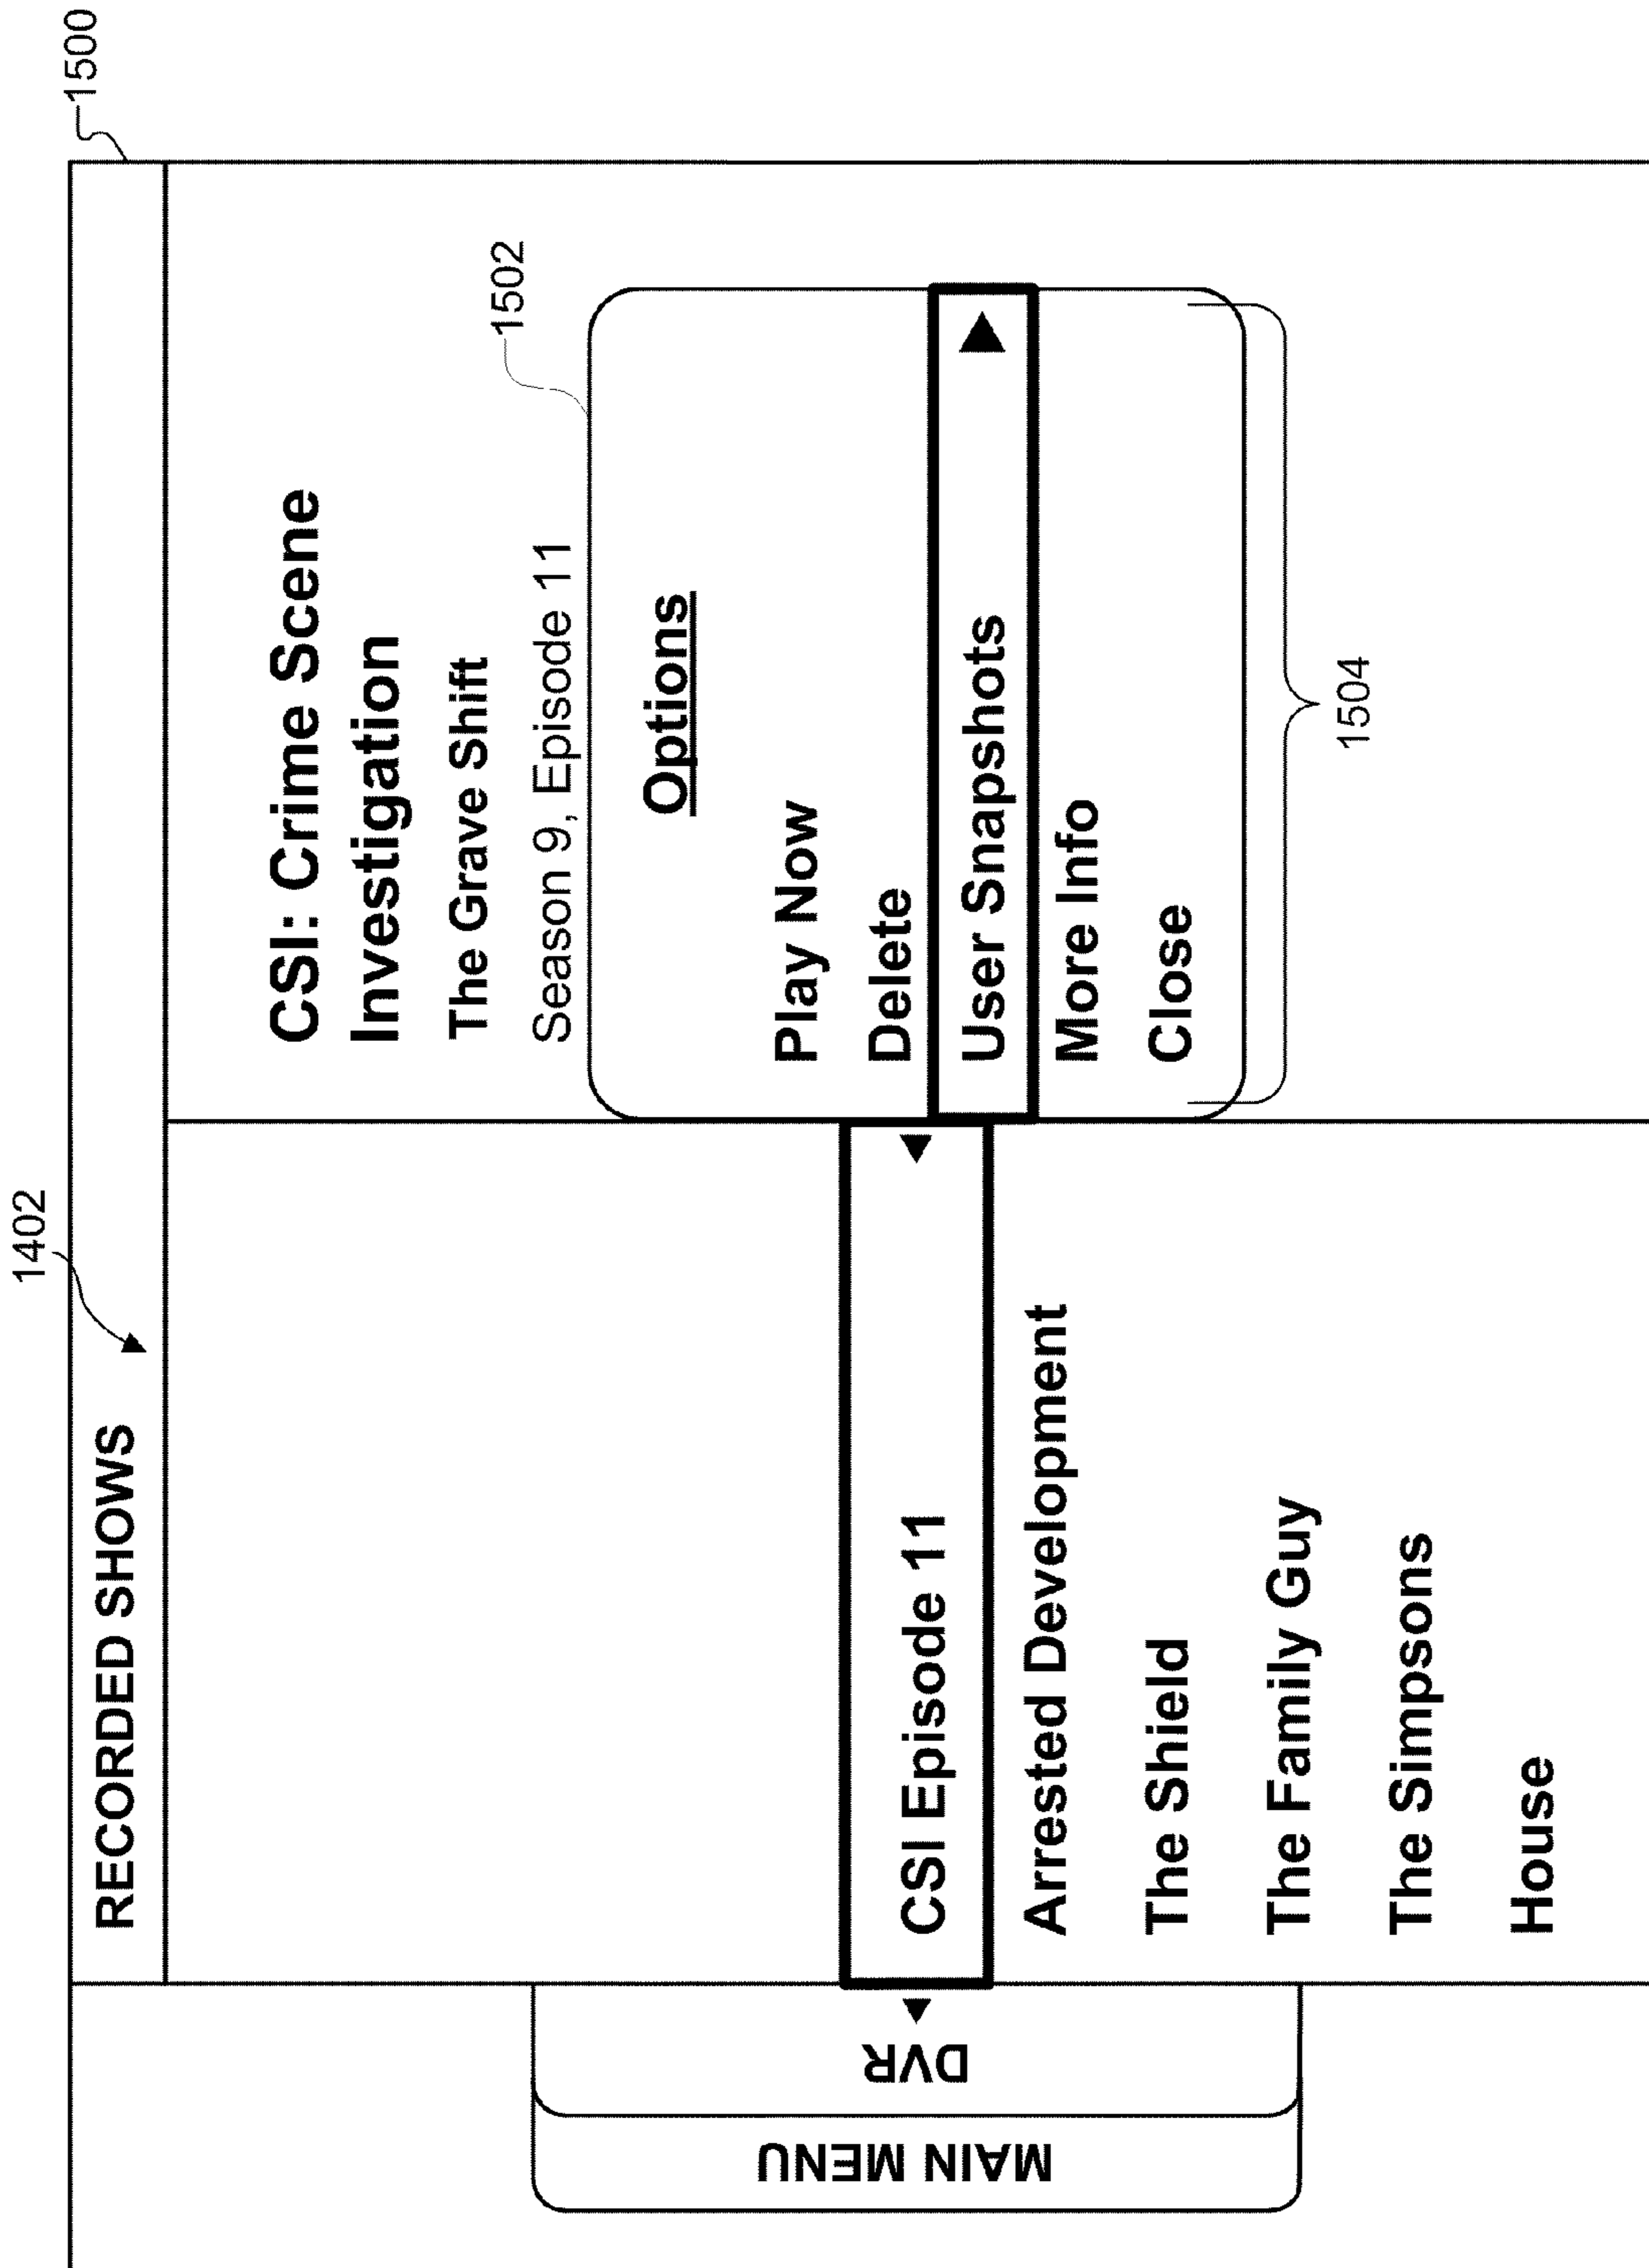 1402
1500
RECORDED SHOWS
MAIN MENU
DVR
CSI Episode 11
Arrested Development
The Shield
The Family Guy
The Simpsons
House
CSI: Crime Scene
Investigation
The Grave Shift
Season 9, Episode 11
1502
Options
Play Now
Delete
User Snapshots
More Info
Close
1504